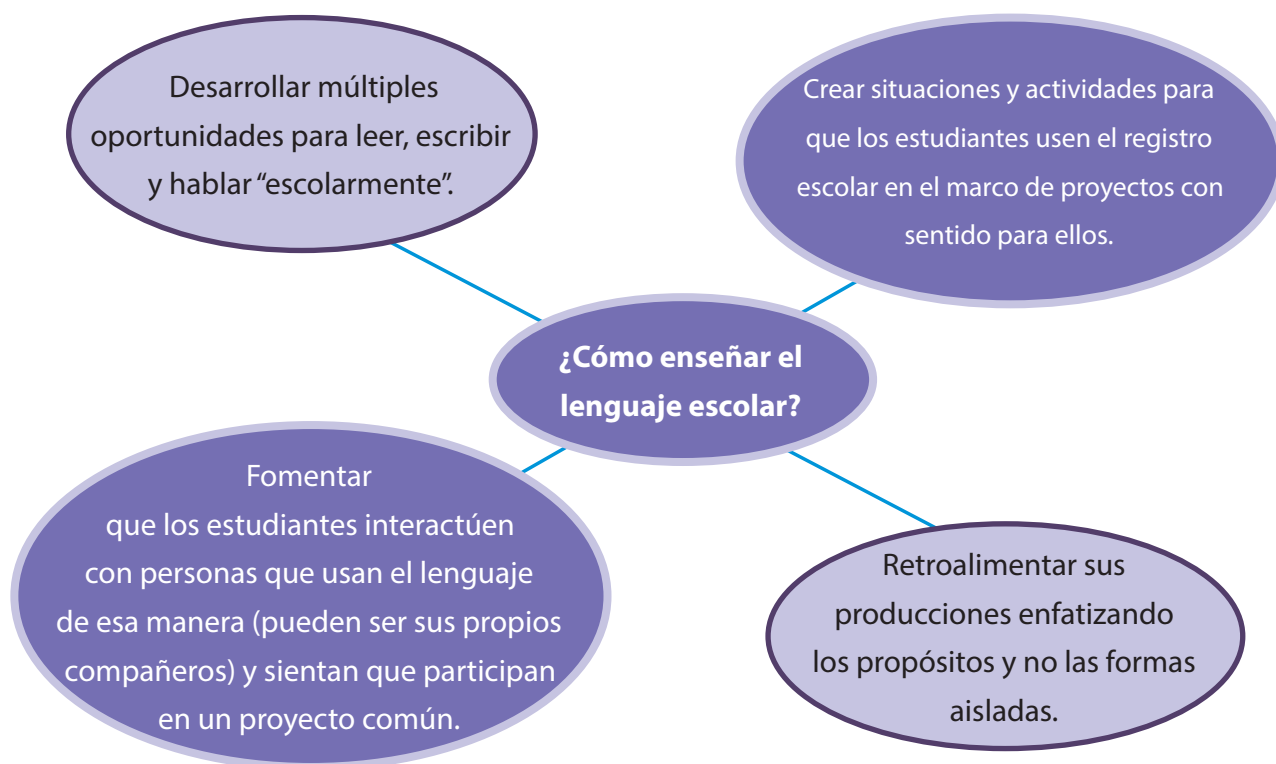 Desarrollar múltiples
oportunidades para leer, escribir
y hablar “escolarmente”.
Crear situaciones y actividades para
que los estudiantes usen el registro
escolar en el marco de proyectos con
sentido para ellos.
¿Cómo enseñar el
lenguaje escolar?
Fomentar
que los estudiantes interactúen
con personas que usan el lenguaje
de esa manera (pueden ser sus propios
compañeros) y sientan que participan
en un proyecto común.
Retroalimentar sus
producciones enfatizando
los propósitos y no las formas
aisladas.